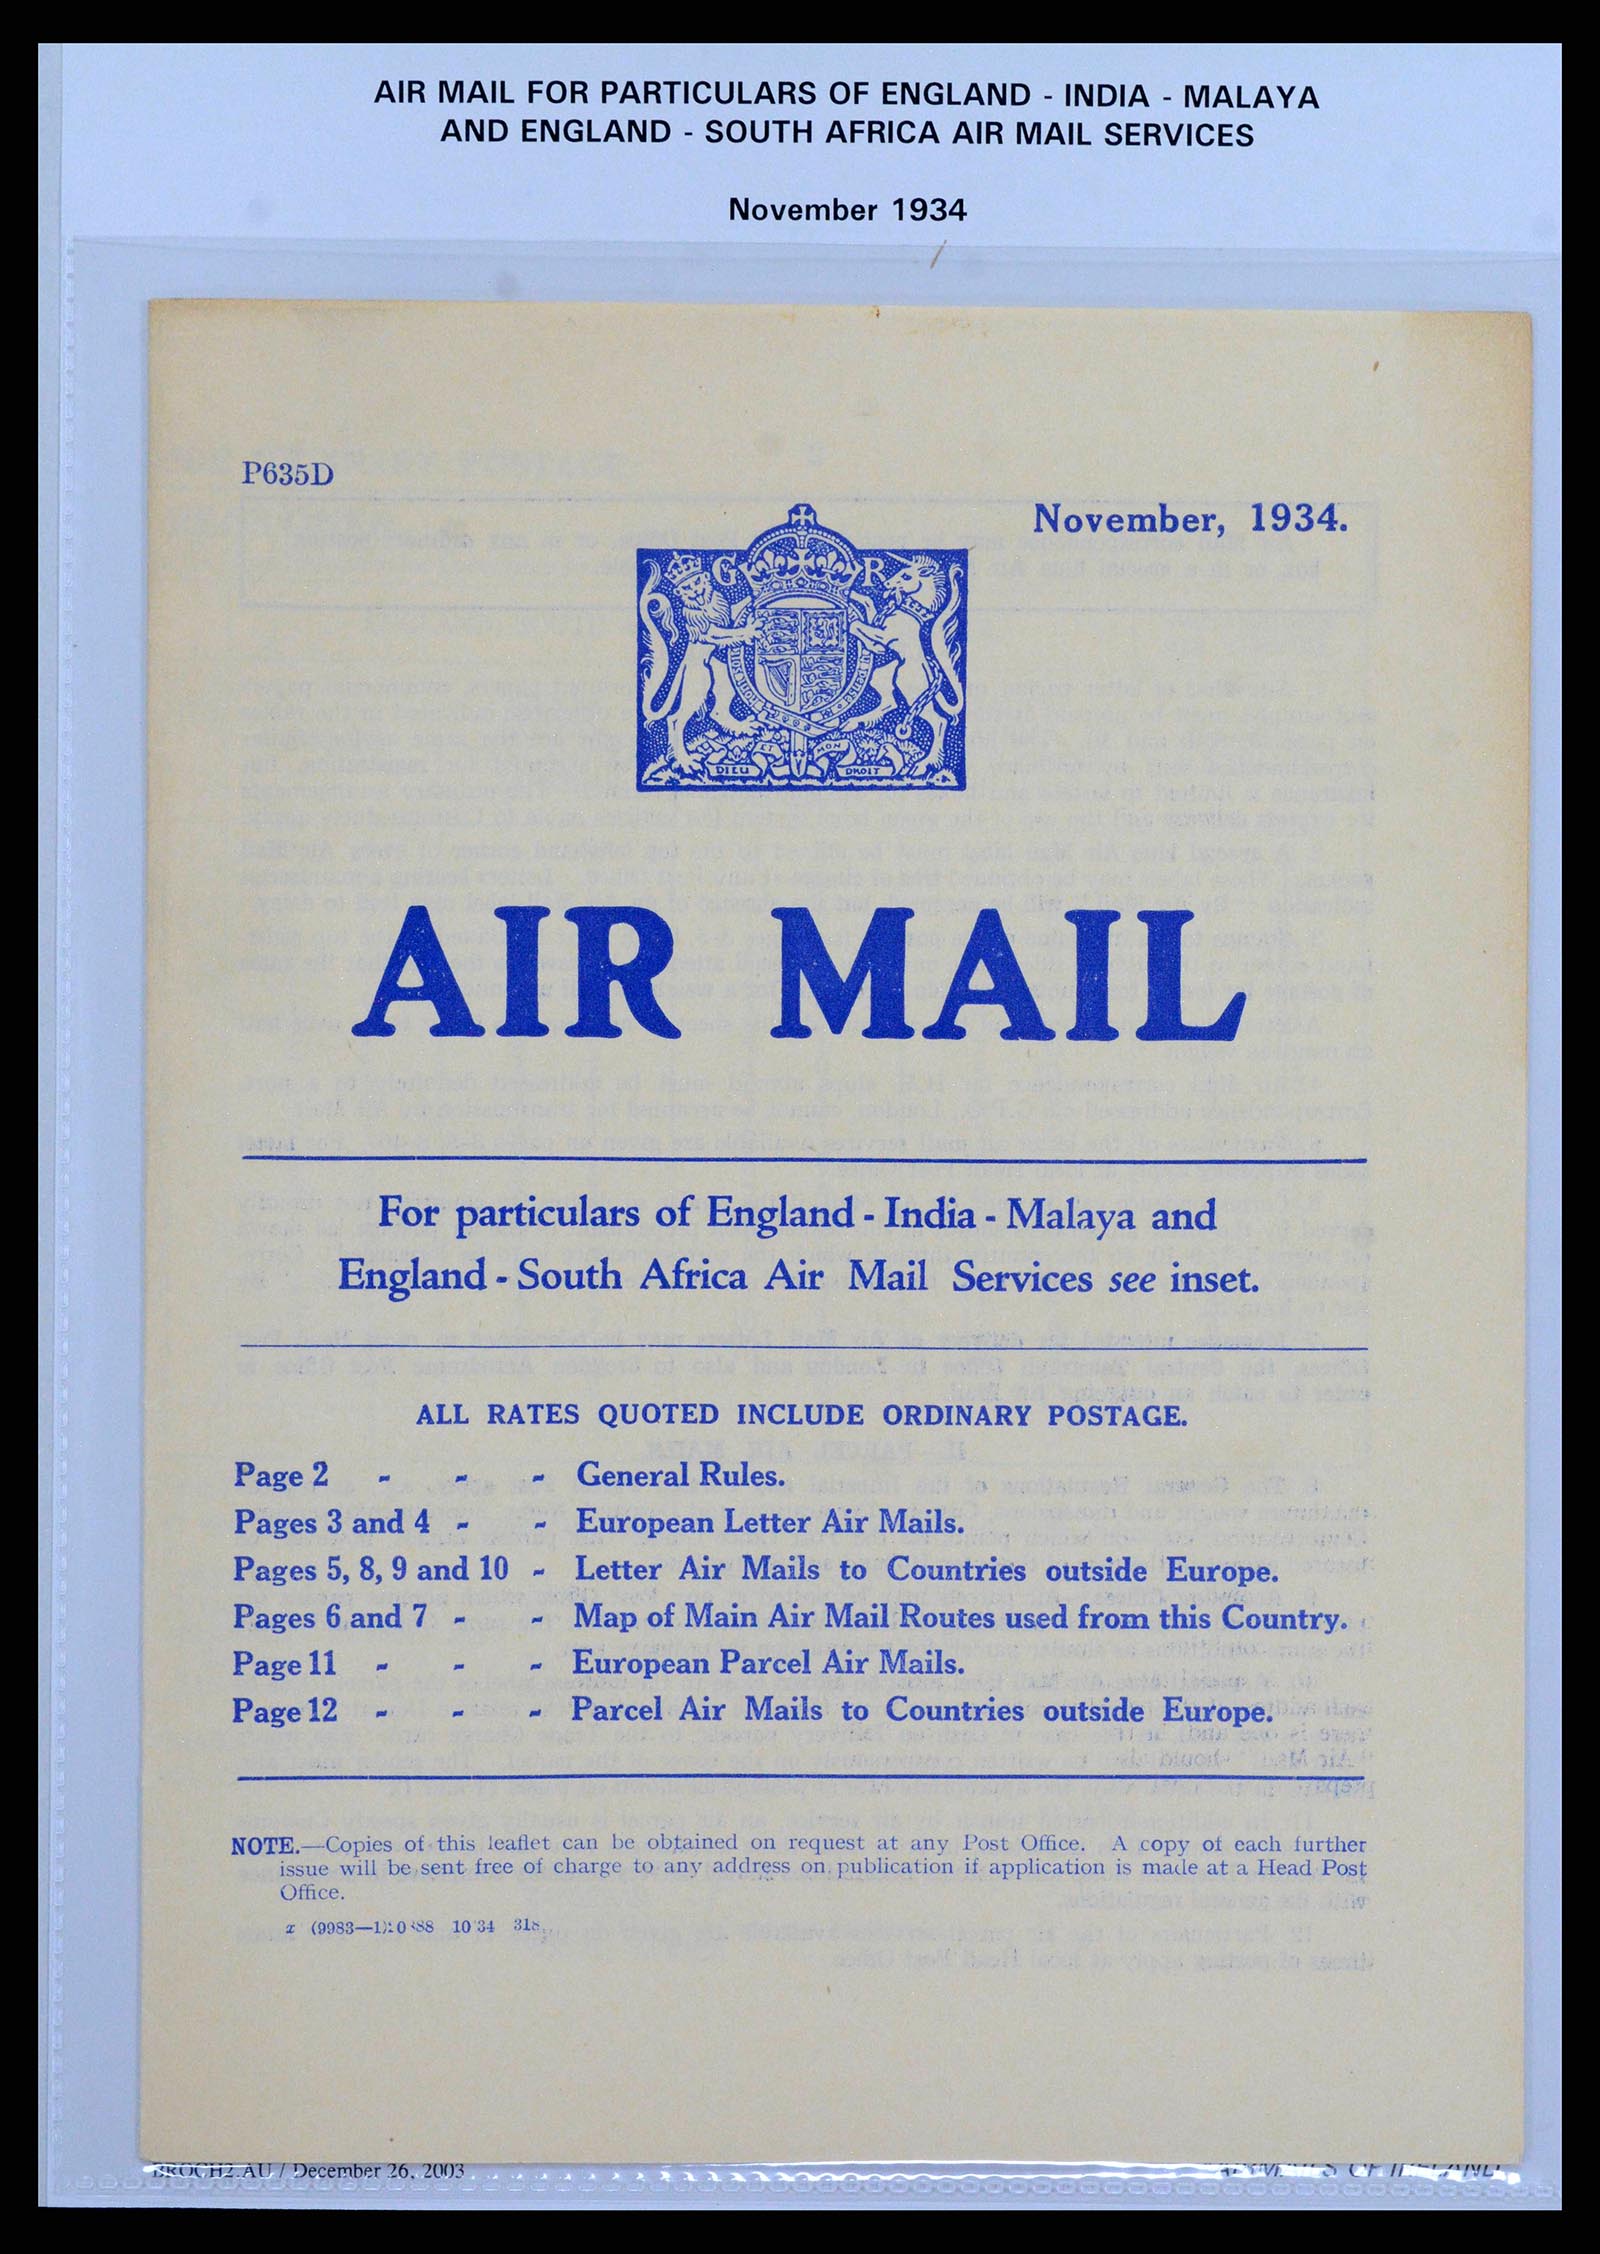 AIR MAIL FOR PARTICULARS OF ENGLAND - INDIA - MALAYA
AND ENGLAND - SOUTH AFRICA AIR MAIL SERVICES
November 1934
P635D
November, 1934.
G R
DIEU ET MON DROIT
AIR MAIL
For particulars of England - India - Malaya and
England - South Africa Air Mail Services see inset.
ALL RATES QUOTED INCLUDE ORDINARY POSTAGE.
Page 2 - - - General Rules.
Pages 3 and 4 - - European Letter Air Mails.
Pages 5, 8, 9 and 10 - Letter Air Mails to Countries outside Europe.
Pages 6 and 7 - - Map of Main Air Mail Routes used from this Country.
Page 11 - - - European Parcel Air Mails.
Page 12 - - - Parcel Air Mails to Countries outside Europe.
NOTE.—Copies of this leaflet can be obtained on request at any Post Office. A copy of each further
issue will be sent free of charge to any address on publication if application is made at a Head Post
Office.
BROCH2.AU / December 26, 2003